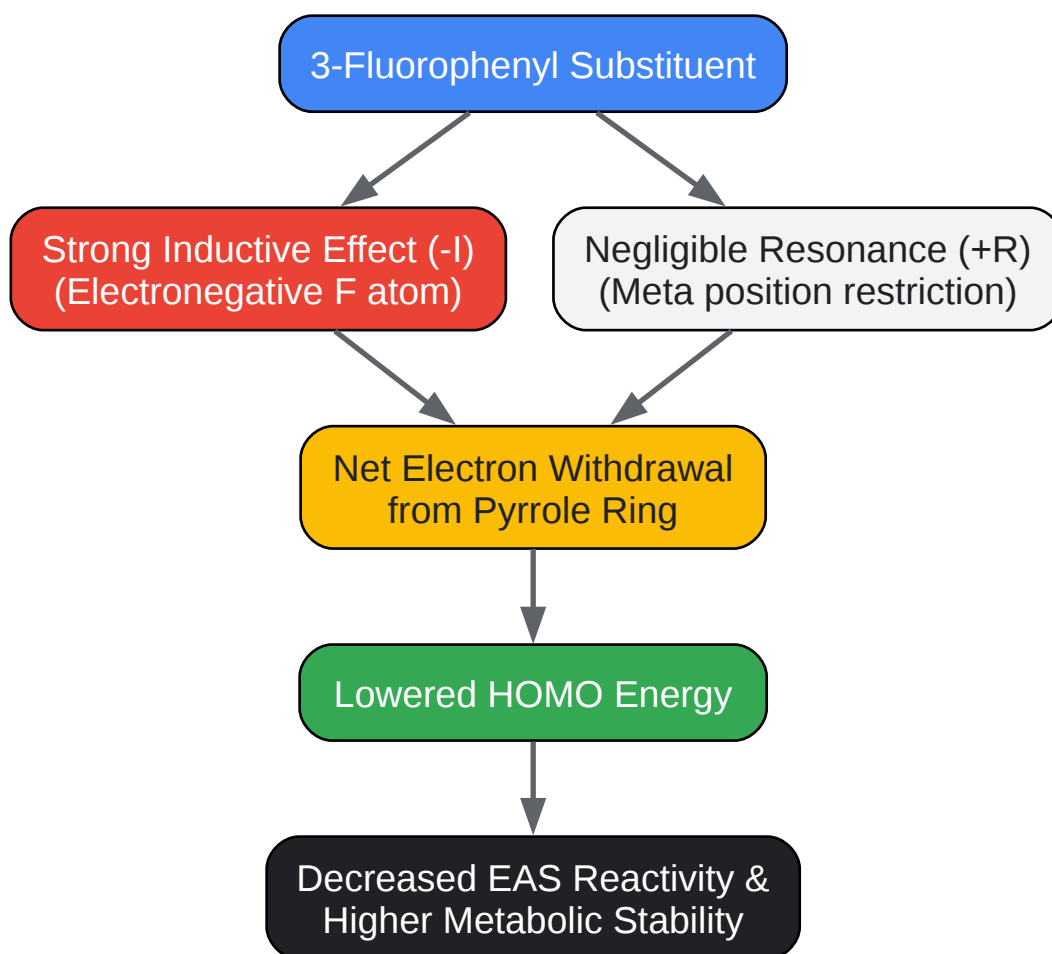 3-Fluorophenyl Substituent
Strong Inductive Effect (-I)
(Electronegative F atom)
Negligible Resonance (+R)
(Meta position restriction)
Net Electron Withdrawal
from Pyrrole Ring
Lowered HOMO Energy
Decreased EAS Reactivity &
Higher Metabolic Stability